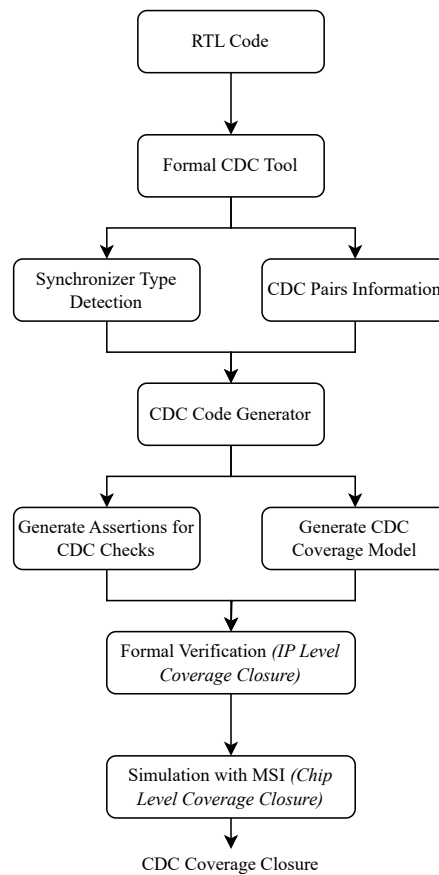 RTL Code
Formal CDC Tool
Synchronizer Type
Detection
CDC Pairs Information
CDC Code Generator
Generate Assertions for
CDC Checks
Generate CDC
Coverage Model
Formal Verification (IP Level
Coverage Closure)
Simulation with MSI (Chip
Level Coverage Closure)
CDC Coverage Closure